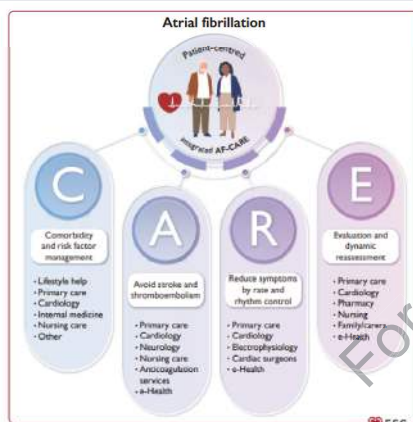 Atrial fibrillation
Patient-centred
integrated AF-CARE
C
Comorbidity
and risk factor
management
• Lifestyle help
• Primary care
• Cardiology
• Internal medicine
• Nursing care
• Other
A
Avoid stroke and
thromboembolism
• Primary care
• Cardiology
• Neurology
• Nursing care
• Anticoagulation
services
• e-Health
R
Reduce symptoms
by rate and
rhythm control
• Primary care
• Cardiology
• Electrophysiology
• Cardiac surgeons
• e-Health
E
Evaluation and
dynamic
reassessment
• Primary care
• Cardiology
• Pharmacy
• Nursing
• Family/carers
• e-Health
For
ESC